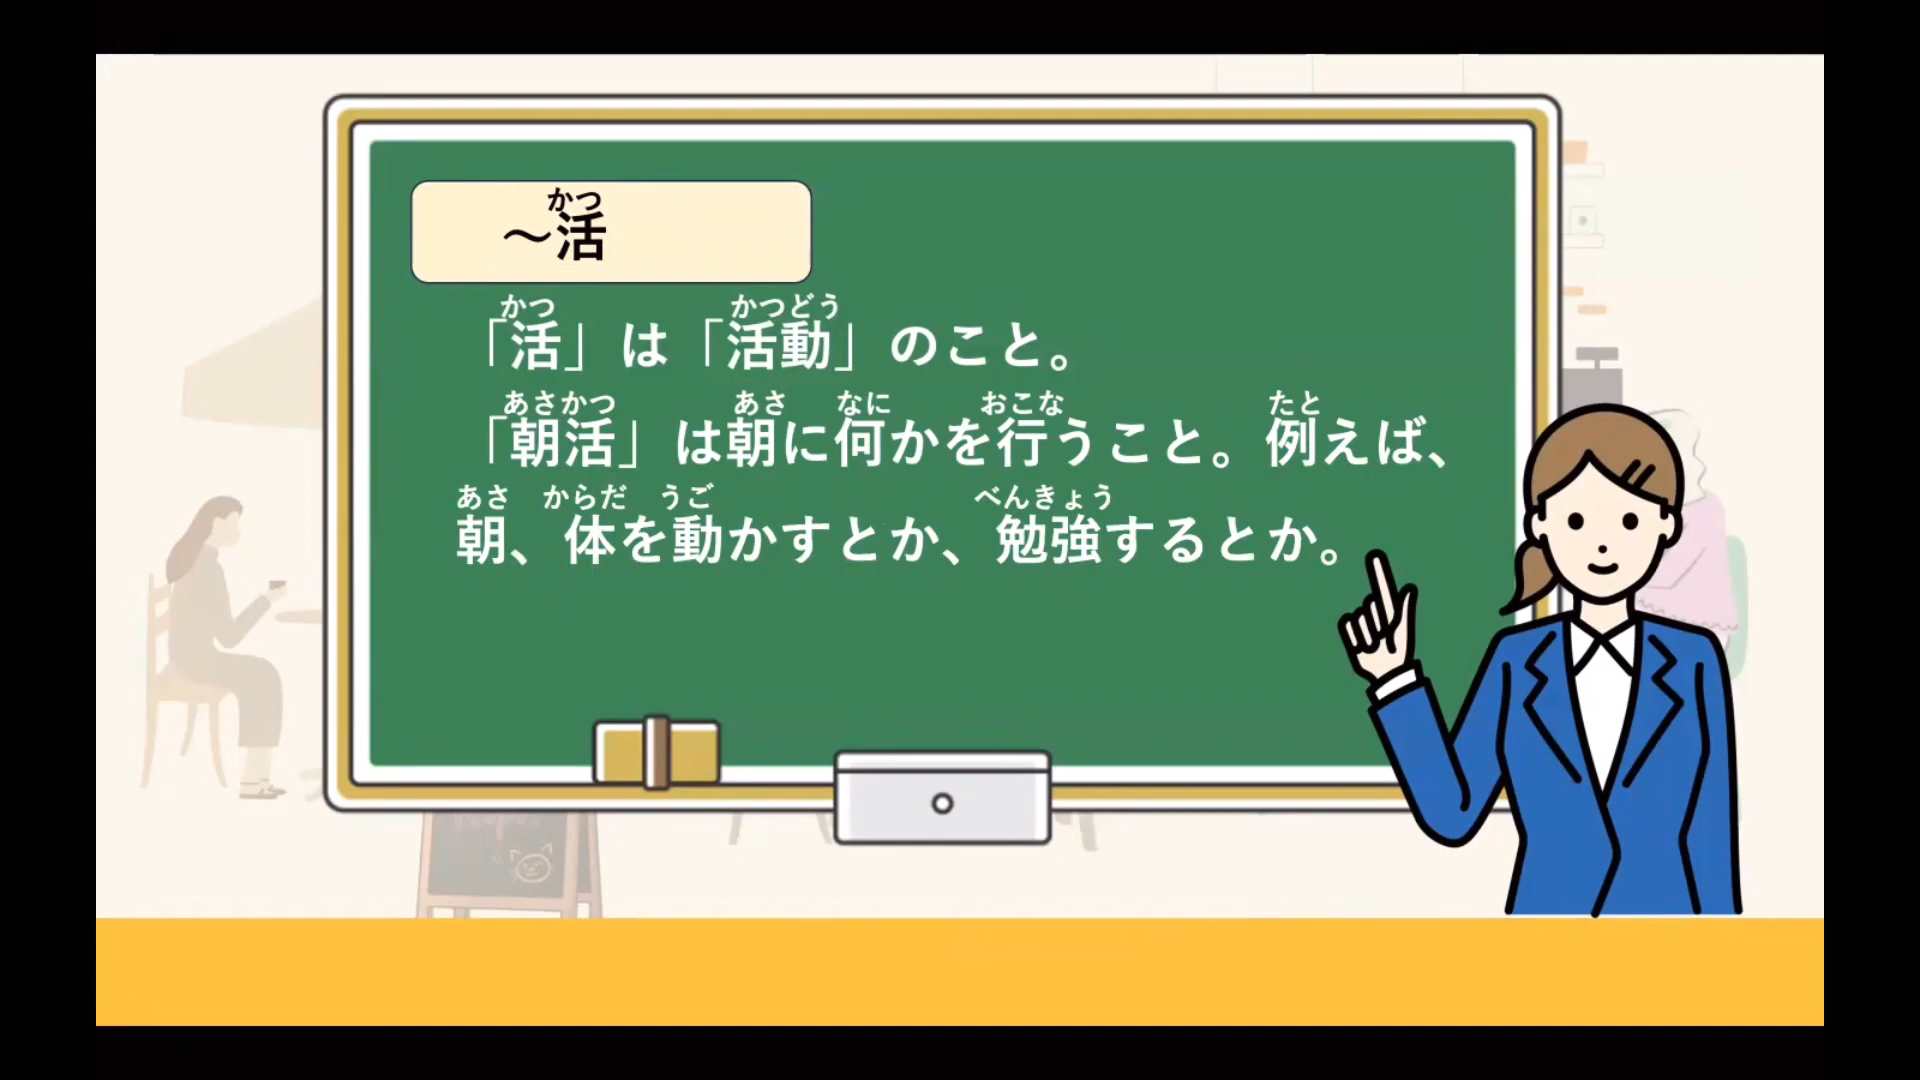 ～活
「活」は「活動」のこと。
「朝活」は朝に何かを行うこと。例えば、
朝、体を動かすとか、勉強するとか。